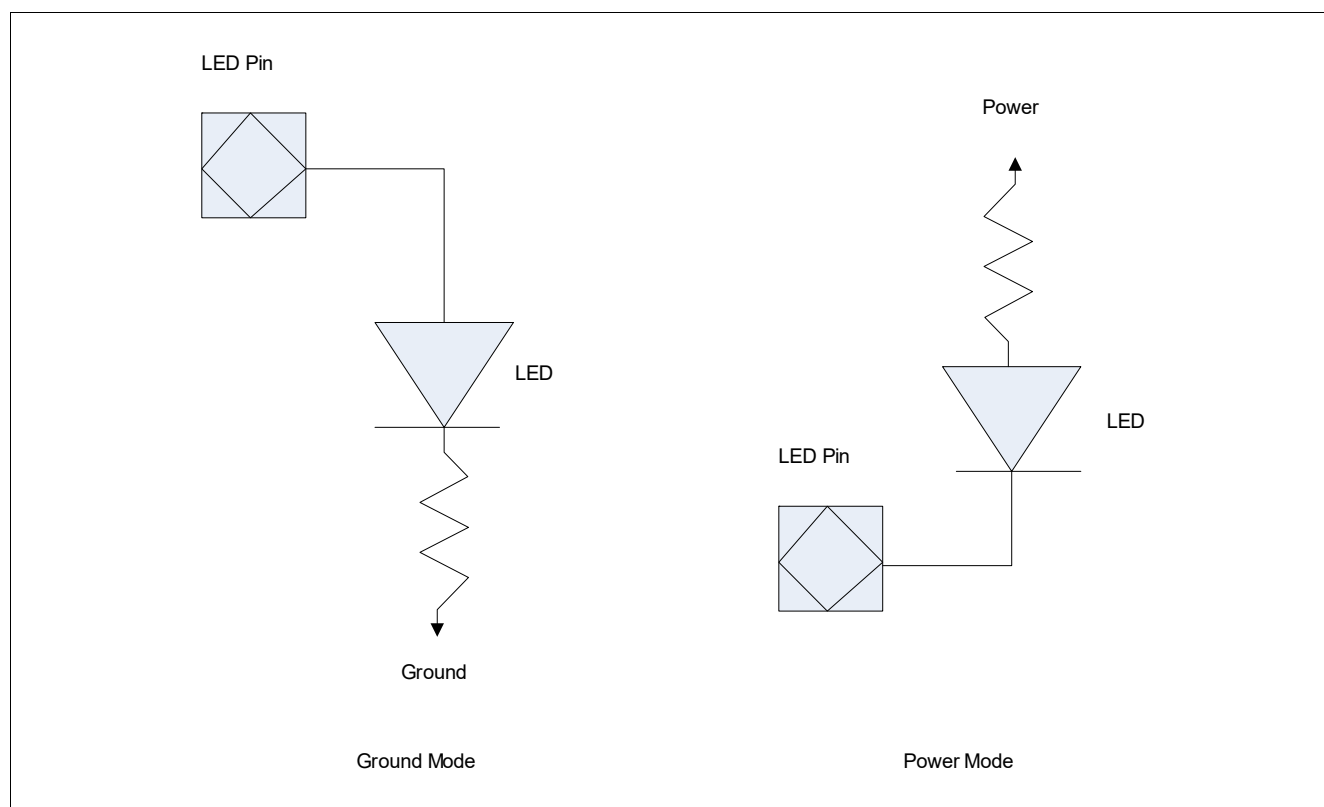 LED Pin
LED
Ground
Ground Mode
Power
LED
LED Pin
Power Mode